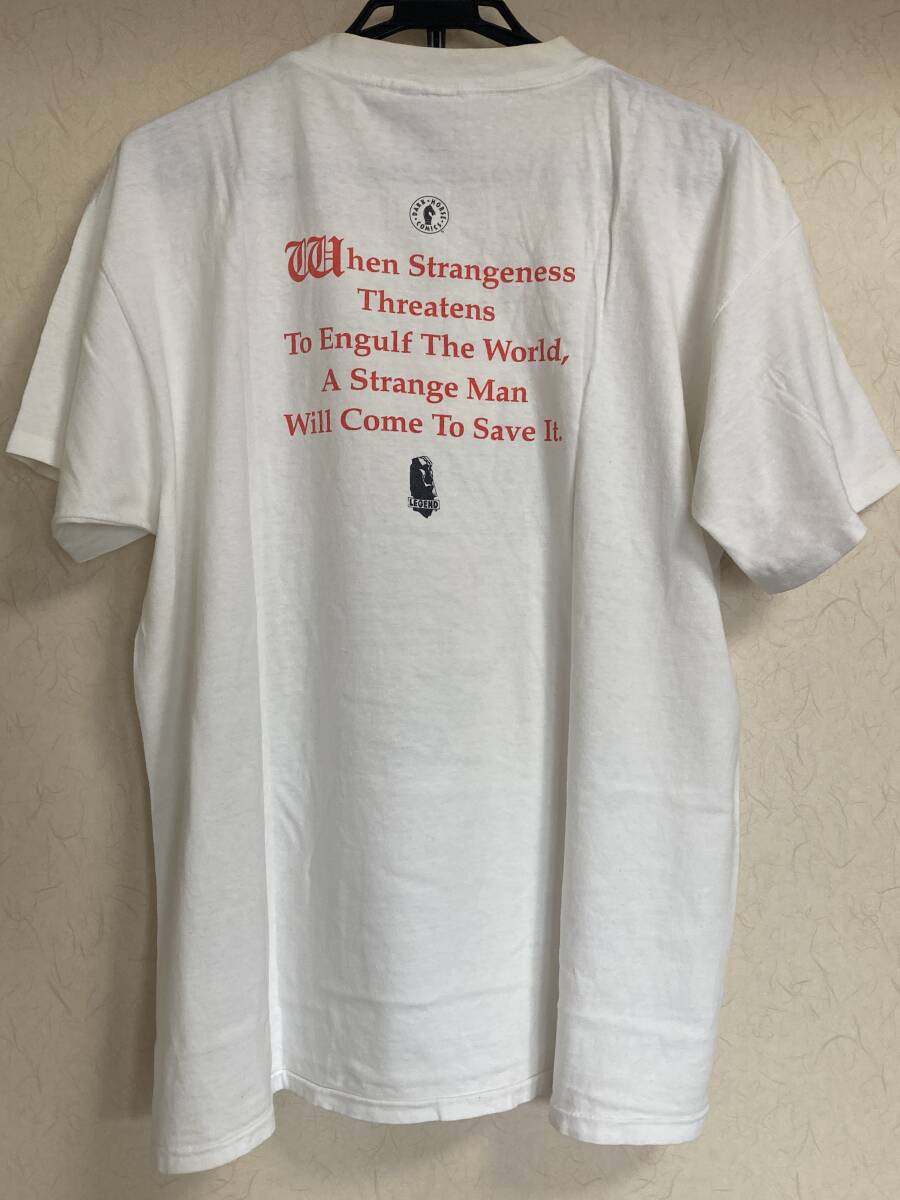 DARK HORSE COMICS
When Strangeness
Threatens
To Engulf The World,
A Strange Man
Will Come To Save It.
LEGEND